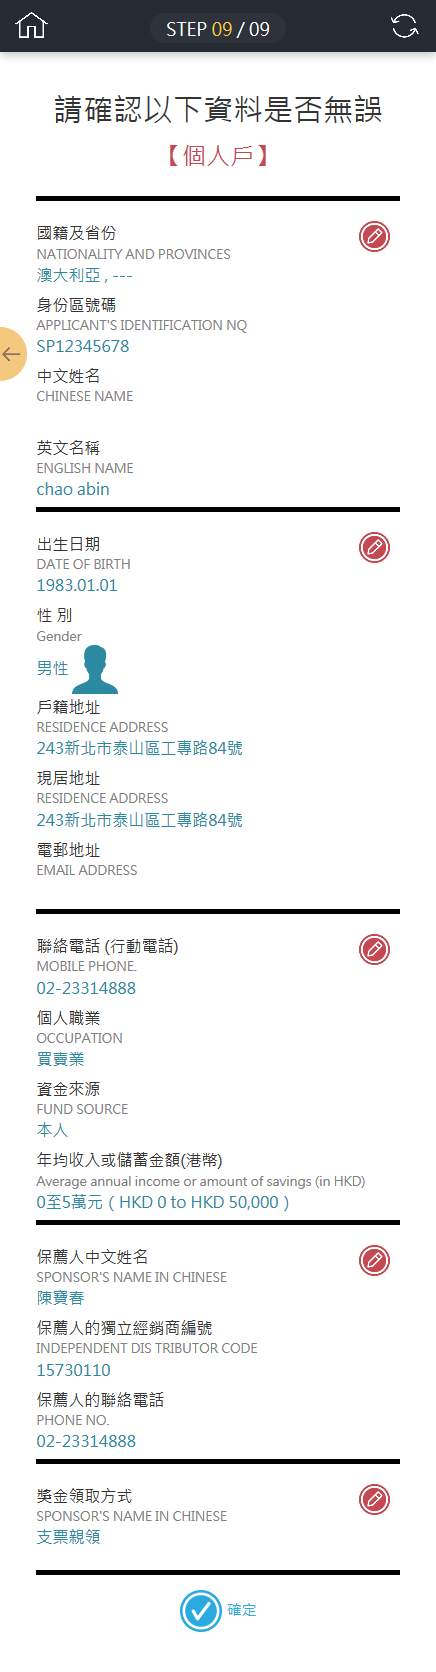 STEP 09 / 09
請確認以下資料是否無誤
【個人戶】
國籍及省份
NATIONALITY AND PROVINCES
澳大利亞 , ---
身份區號碼
APPLICANT'S IDENTIFICATION NQ
SP12345678
中文姓名
CHINESE NAME
英文名稱
ENGLISH NAME
chao abin
出生日期
DATE OF BIRTH
1983.01.01
性 別
Gender
男性
戶籍地址
RESIDENCE ADDRESS
243新北市泰山區工專路84號
現居地址
RESIDENCE ADDRESS
243新北市泰山區工專路84號
電郵地址
EMAIL ADDRESS
聯絡電話 (行動電話)
MOBILE PHONE.
02-23314888
個人職業
OCCUPATION
買賣業
資金來源
FUND SOURCE
本人
年均收入或儲蓄金額(港幣)
Average annual income or amount of savings (in HKD)
0至5萬元 ( HKD 0 to HKD 50,000 )
保薦人中文姓名
SPONSOR'S NAME IN CHINESE
陳寶春
保薦人的獨立經銷商編號
INDEPENDENT DIS TRIBUTOR CODE
15730110
保薦人的聯絡電話
PHONE NO.
02-23314888
獎金領取方式
SPONSOR'S NAME IN CHINESE
支票親領
確定